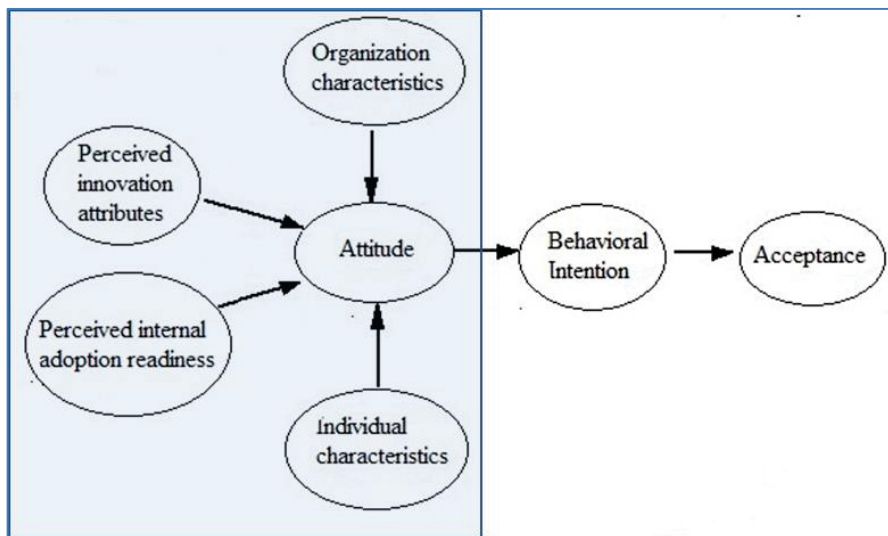 Organization
characteristics
Perceived
innovation
attributes
Attitude
Behavioral
Intention
Acceptance
Perceived internal
adoption readiness
Individual
characteristics